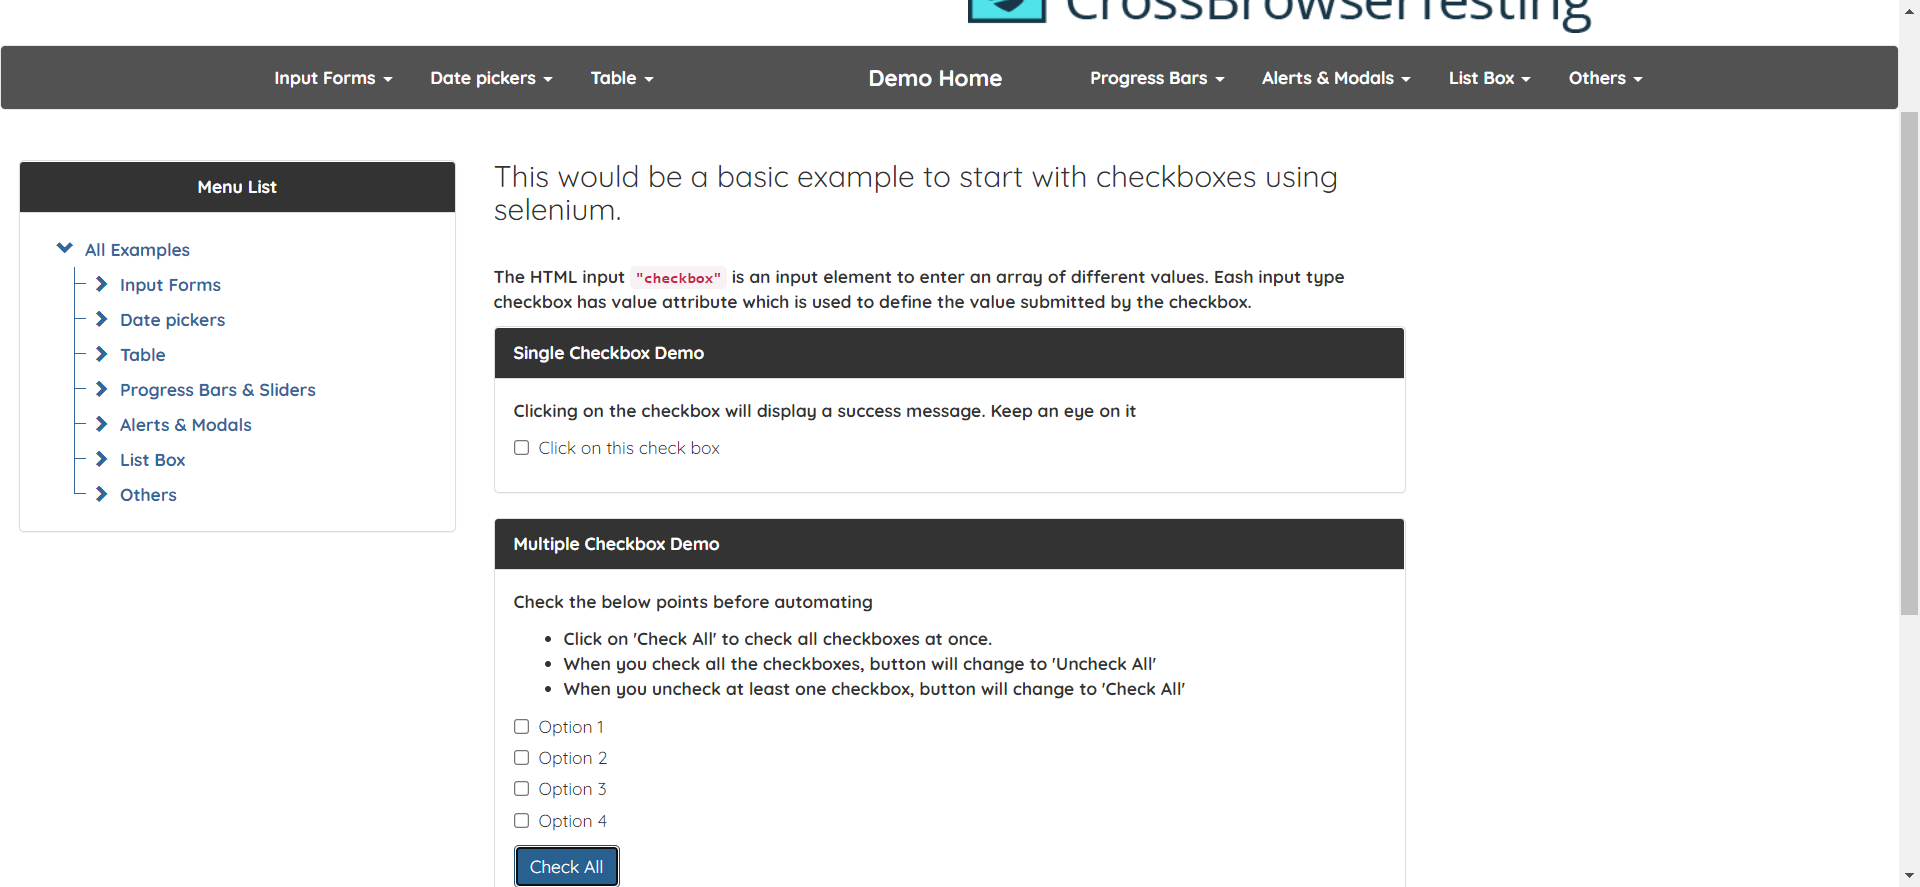 CrossBrowserTesting
Input Forms Date pickers Table Demo Home Progress Bars Alerts & Modals List Box Others
Menu List
All Examples
Input Forms
Date pickers
Table
Progress Bars & Sliders
Alerts & Modals
List Box
Others
This would be a basic example to start with checkboxes using
selenium.
The HTML input "checkbox" is an input element to enter an array of different values. Eash input type
checkbox has value attribute which is used to define the value submitted by the checkbox.
Single Checkbox Demo
Clicking on the checkbox will display a success message. Keep an eye on it
Click on this check box
Multiple Checkbox Demo
Check the below points before automating
Click on 'Check All' to check all checkboxes at once.
When you check all the checkboxes, button will change to 'Uncheck All'
When you uncheck at least one checkbox, button will change to 'Check All'
Option 1
Option 2
Option 3
Option 4
Check All